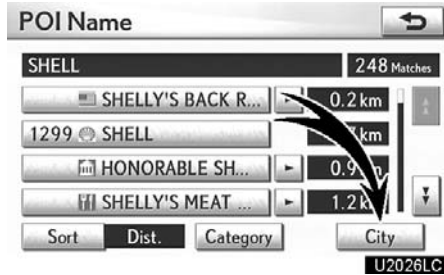 POI Name
SHELL 248 Matches
SHELLY'S BACK R... 0.2 km
1299 SHELL km
HONORABLE SH... 0.9
SHELLY'S MEAT ... 1.2 k
Sort Dist. Category City
U2026LC